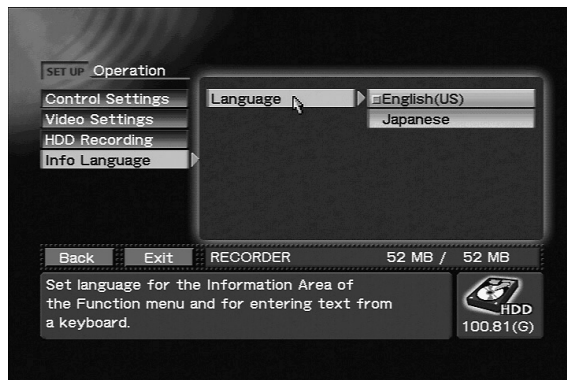 SET UP Operation
Control Settings
Video Settings
HDD Recording
Info Language
Language
English(US)
Japanese
Back Exit RECORDER 52 MB / 52 MB
Set language for the Information Area of
the Function menu and for entering text from
a keyboard.
HDD
100.81(G)